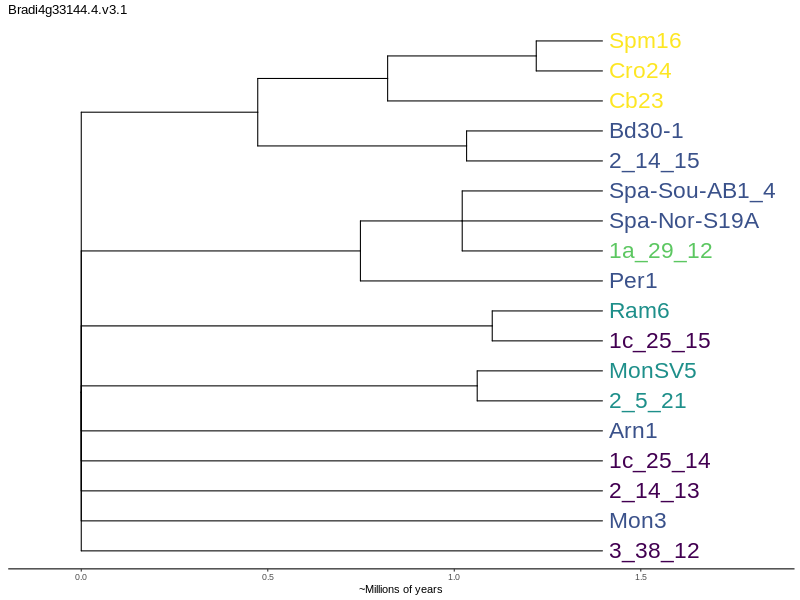 Bradi4g33144.4.v3.1
Spm16
Cro24
Cb23
Bd30-1
2_14_15
Spa-Sou-AB1_4
Spa-Nor-S19A
1a_29_12
Per1
Ram6
1c_25_15
MonSV5
2_5_21
Arn1
1c_25_14
2_14_13
Mon3
3_38_12
0.0 0.5 1.0 1.5
~Millions of years